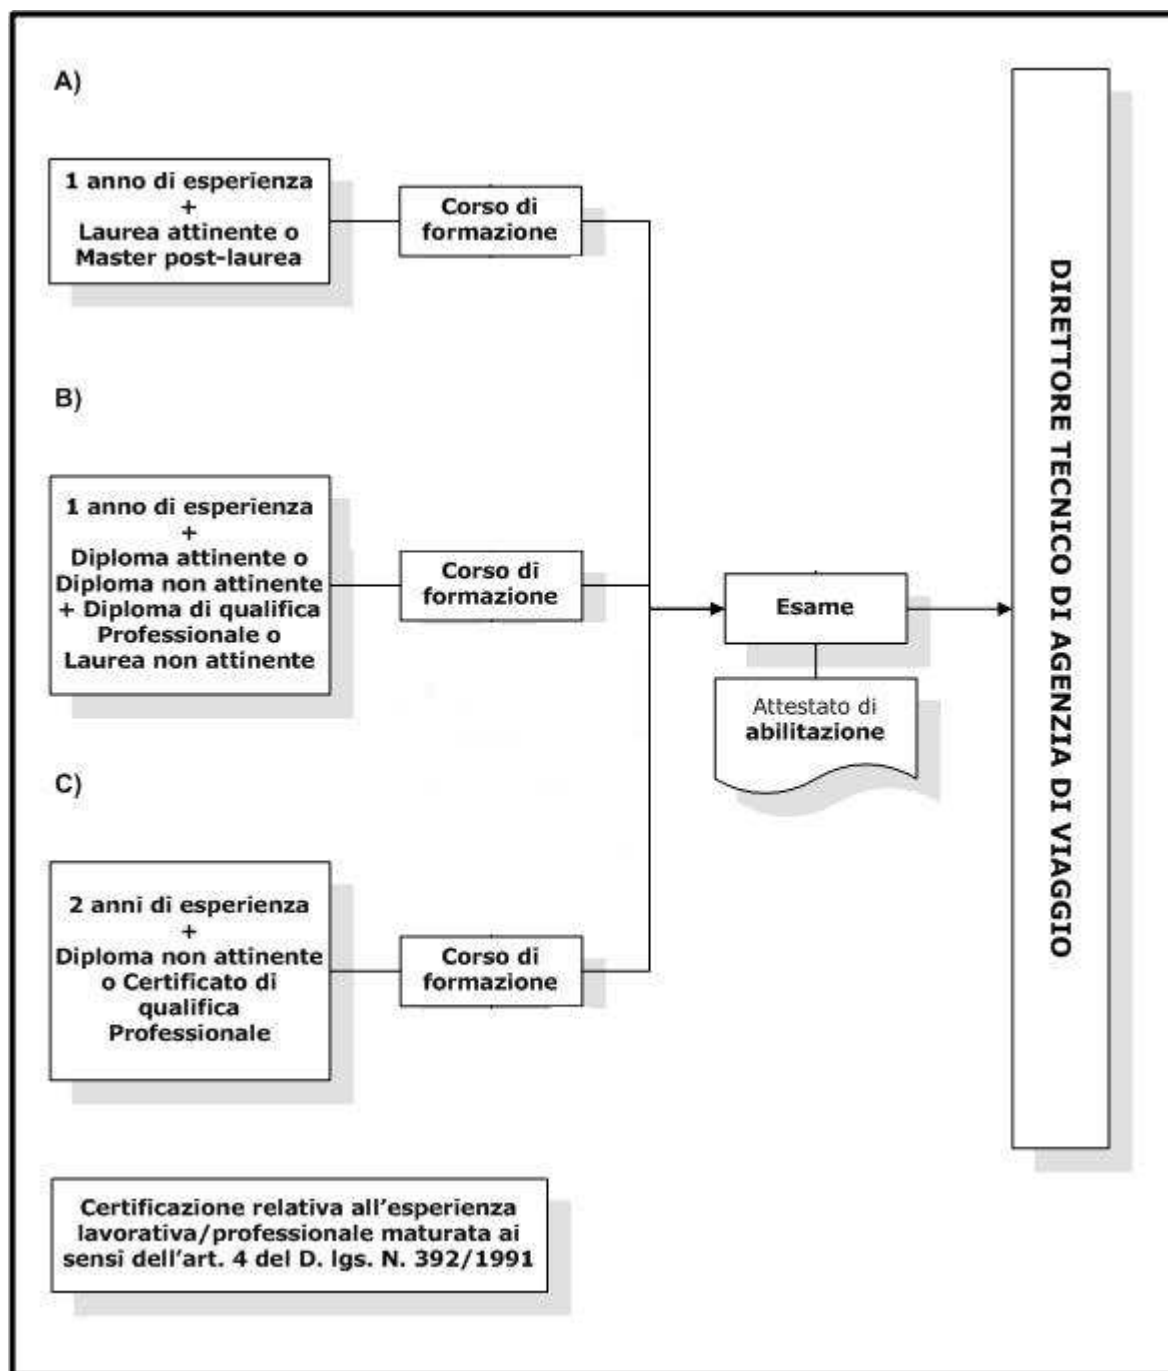 A)
1 anno di esperienza
+
Laurea attinente o
Master post-laurea
Corso di
formazione
B)
1 anno di esperienza
+
Diploma attinente o
Diploma non attinente
+ Diploma di qualifica
Professionale o
Laurea non attinente
Corso di
formazione
C)
2 anni di esperienza
+
Diploma non attinente
o Certificato di
qualifica
Professionale
Corso di
formazione
Esame
Attestato di
abilitazione
DIRETTORE TECNICO DI AGENZIA DI VIAGGIO
Certificazione relativa all'esperienza
lavorativa/professionale maturata ai
sensi dell'art. 4 del D. lgs. N. 392/1991